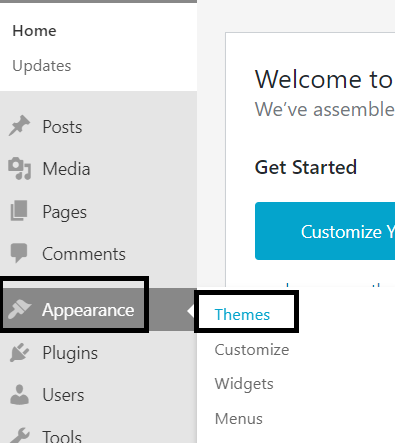 Home
Updates
Posts
Media
Pages
Comments
Appearance
Plugins
Users
Tools
Welcome to
We've assemble
Get Started
Customize Y
Themes
Customize
Widgets
Menus